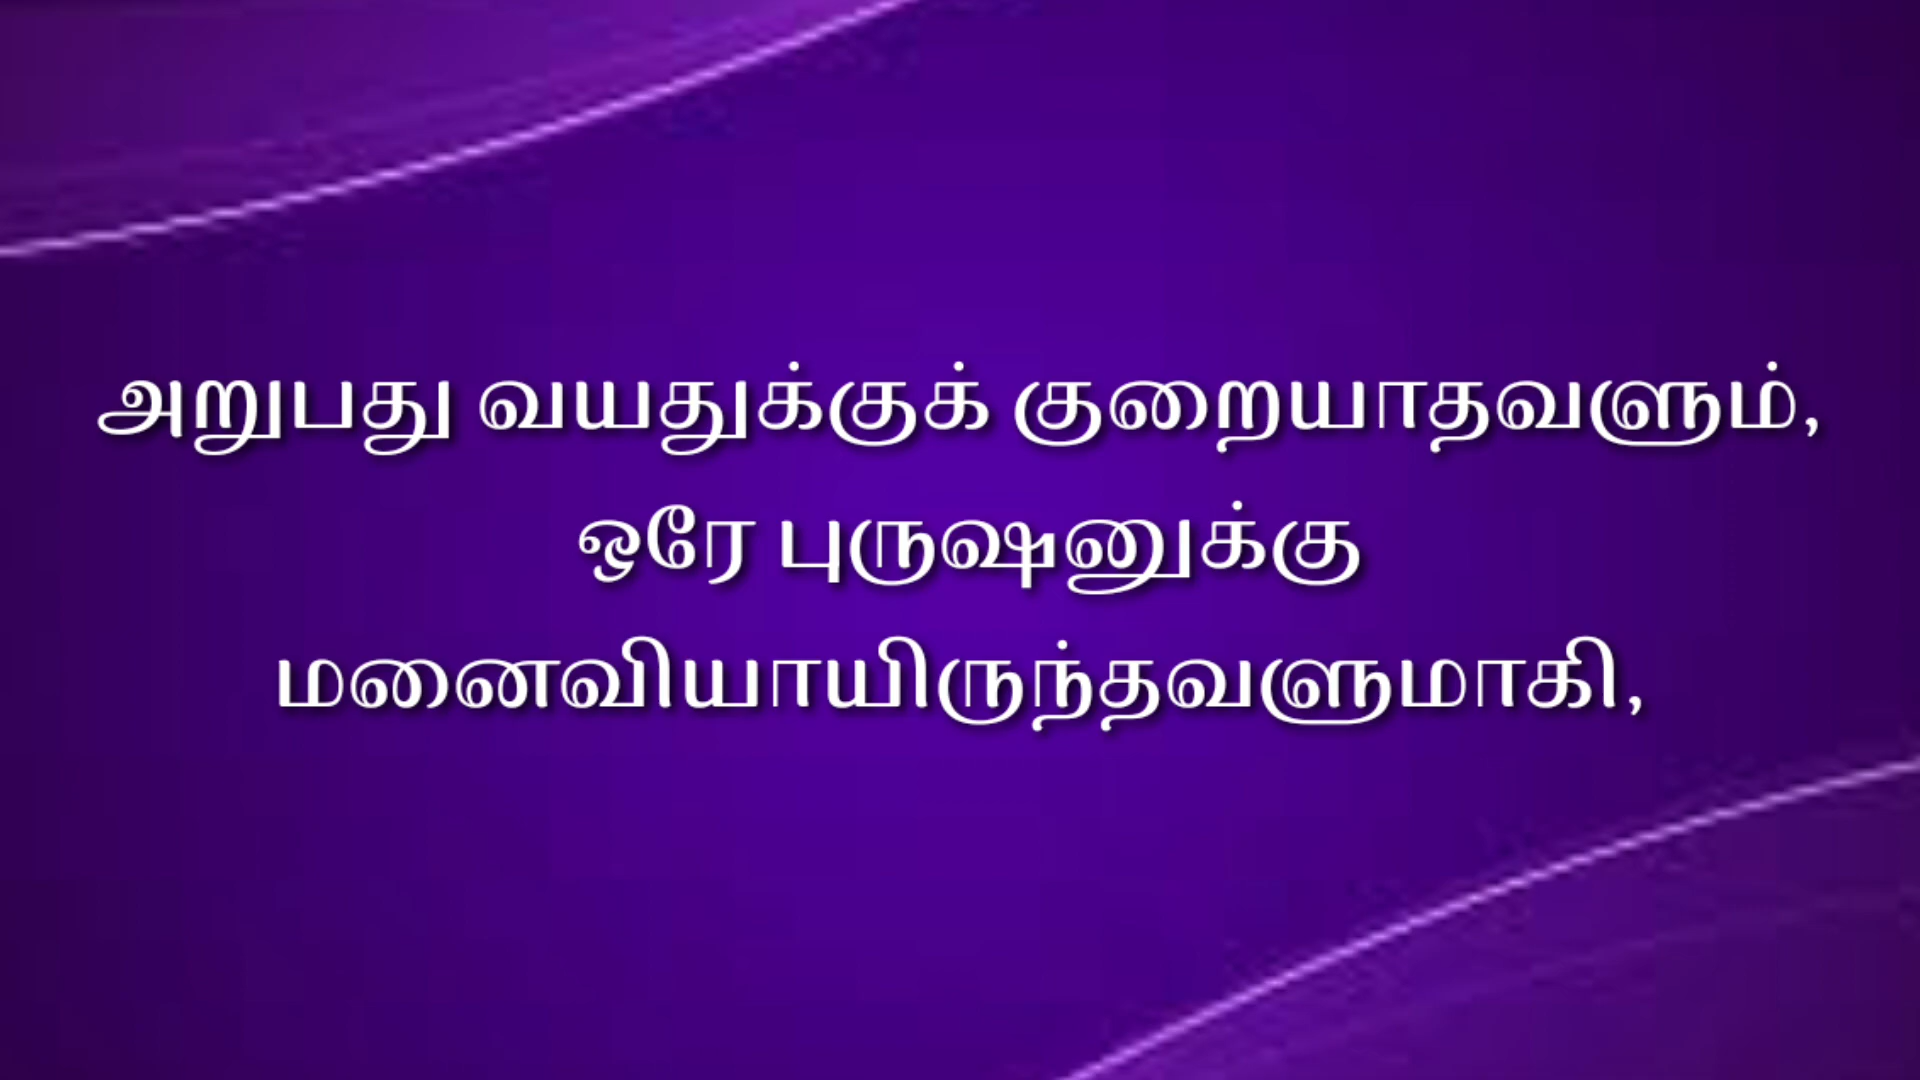 அறுபது வயதுக்குக் குறையாதவளும்,
ஒரே புருஷனுக்கு
மனைவியாயிருந்தவளுமாகி,